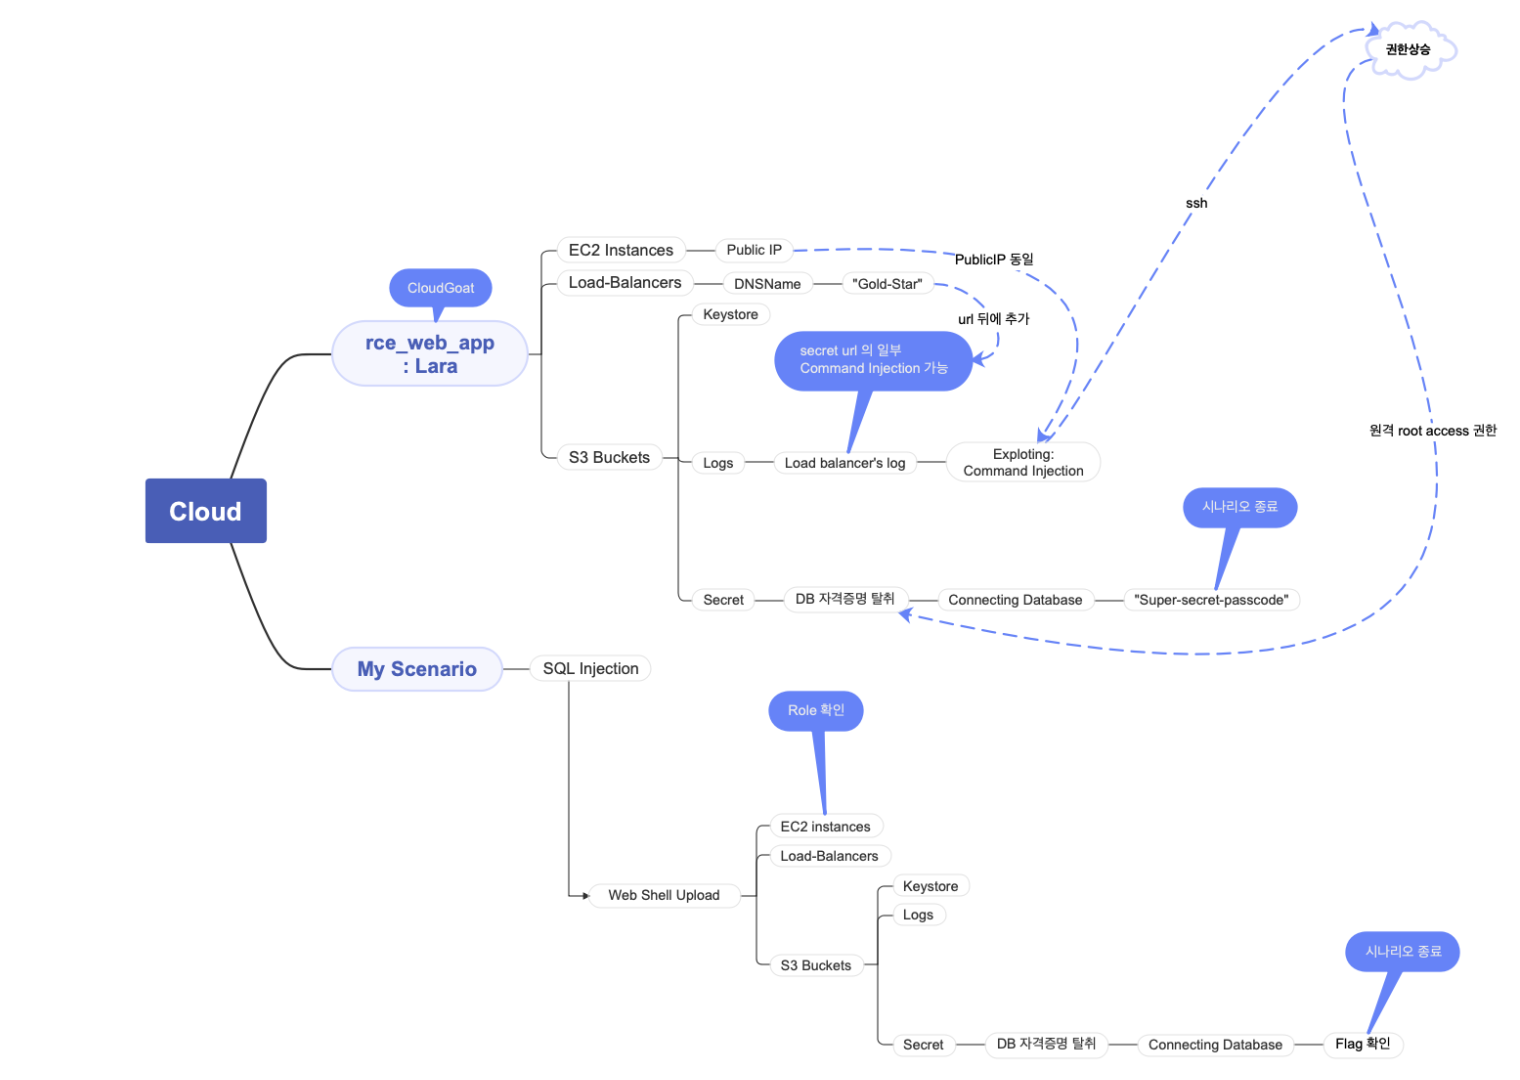 권한상승
ssh
EC2 Instances
Public IP
PublicIP 동일
Load-Balancers
DNSName
"Gold-Star"
CloudGoat
Keystore
url 뒤에 추가
rce_web_app
: Lara
secret url 의 일부
Command Injection 가능
원격 root access 권한
S3 Buckets
Logs
Load balancer's log
Exploting:
Command Injection
Cloud
시나리오 종료
Secret
DB 자격증명 탈취
Connecting Database
"Super-secret-passcode"
My Scenario
SQL Injection
Role 확인
EC2 instances
Load-Balancers
Web Shell Upload
Keystore
Logs
S3 Buckets
시나리오 종료
Secret
DB 자격증명 탈취
Connecting Database
Flag 확인